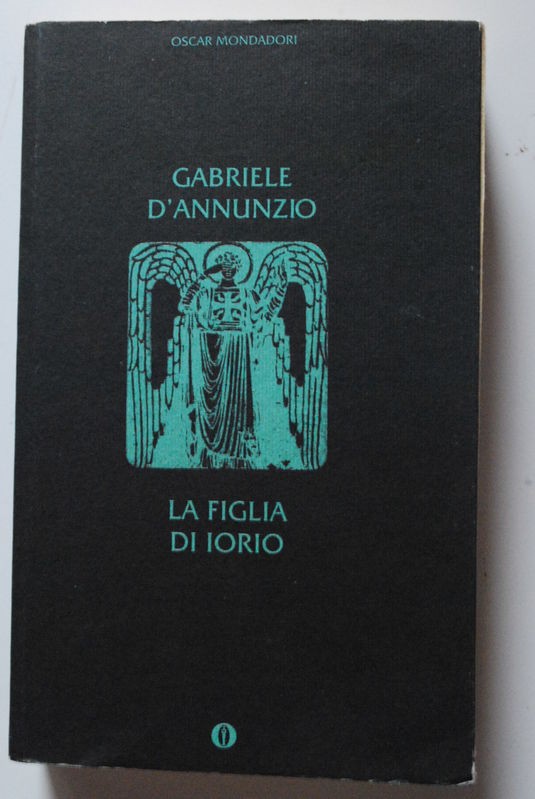 OSCAR MONDADORI
GABRIELE
D'ANNUNZIO
LA FIGLIA
DI IORIO